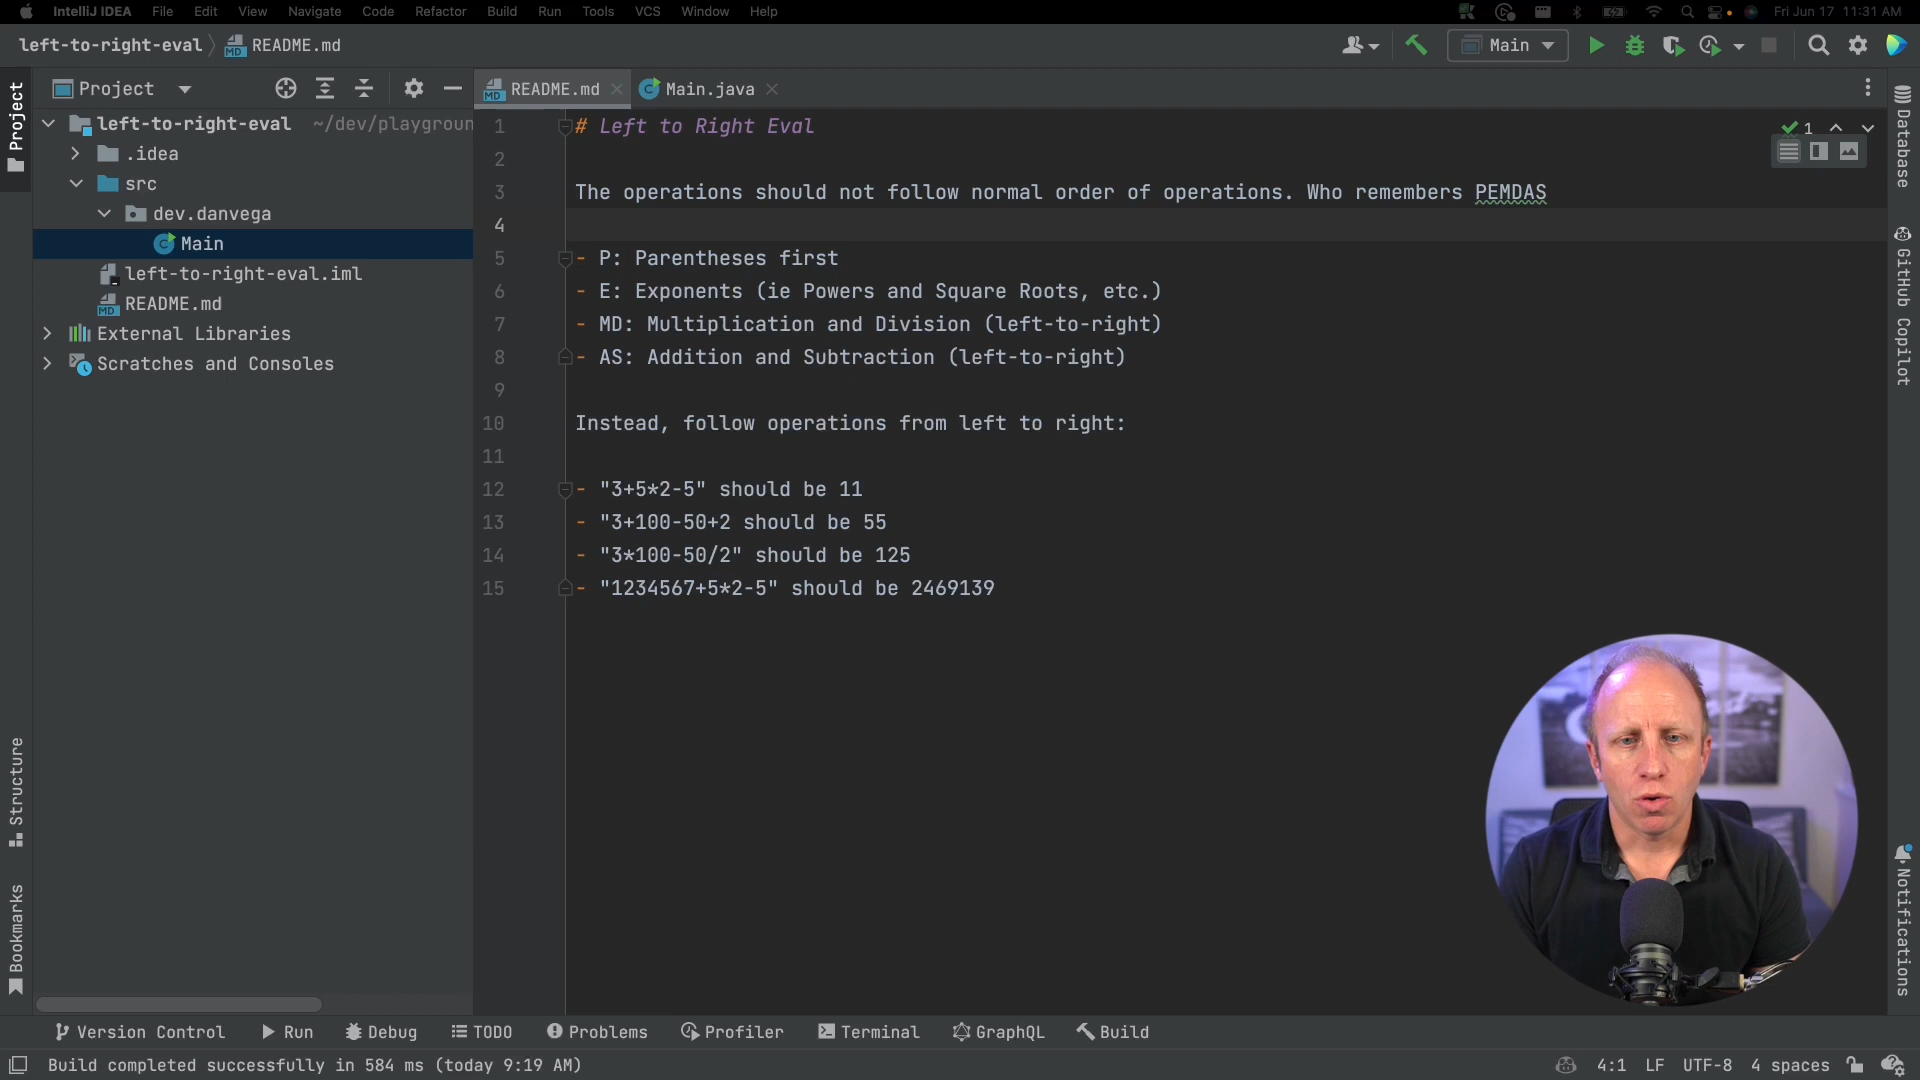 IntelliJ IDEA File Edit View Navigate Code Refactor Build Run Tools VCS Window Help Fri Jun 17 11:31 AM
left-to-right-eval README.md Main
Project
README.md
Main.java
Project
left-to-right-eval ~/dev/playgroun
.idea
src
dev.danvega
Main
left-to-right-eval.iml
README.md
External Libraries
Scratches and Consoles
Structure
Bookmarks
1 # Left to Right Eval
2
3 The operations should not follow normal order of operations. Who remembers PEMDAS
4
5 - P: Parentheses first
6 - E: Exponents (ie Powers and Square Roots, etc.)
7 - MD: Multiplication and Division (left-to-right)
8 - AS: Addition and Subtraction (left-to-right)
9
10 Instead, follow operations from left to right:
11
12 - "3+5*2-5" should be 11
13 - "3+100-50+2 should be 55
14 - "3*100-50/2" should be 125
15 - "1234567+5*2-5" should be 2469139
1
Database
GitHub Copilot
Notifications
Version Control Run Debug TODO Problems Profiler Terminal GraphQL Build
Build completed successfully in 584 ms (today 9:19 AM) 4:1 LF UTF-8 4 spaces